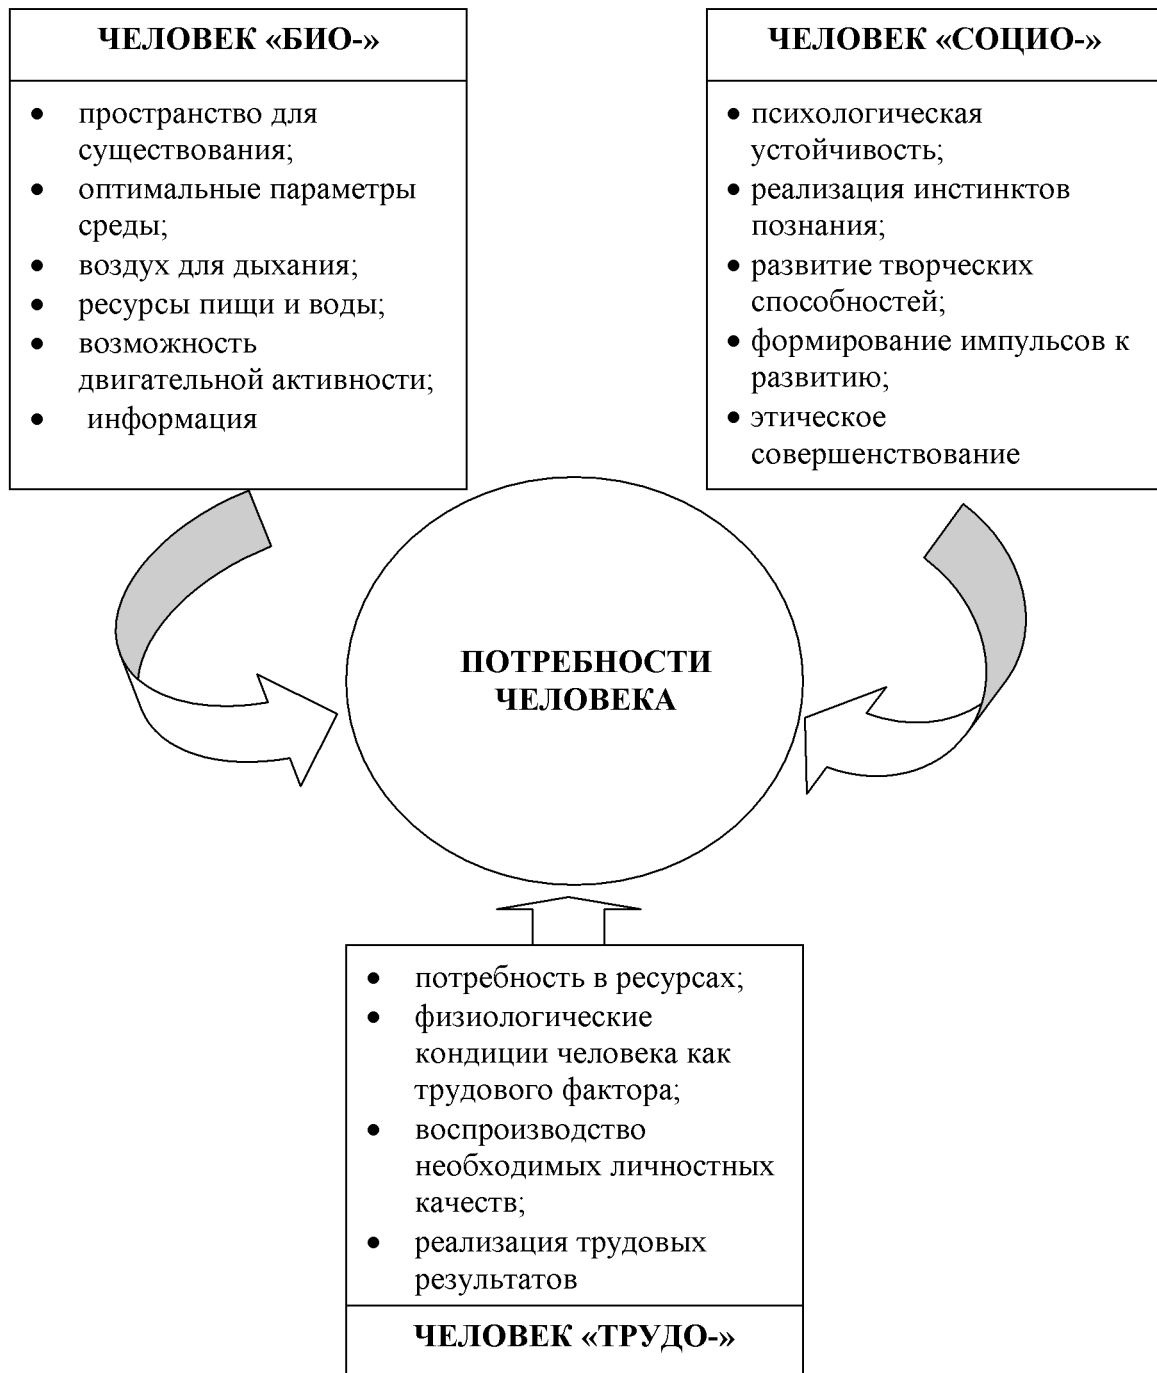 ЧЕЛОВЕК «БИО-»
• пространство для
существования;
• оптимальные параметры
среды;
• воздух для дыхания;
• ресурсы пищи и воды;
• возможность
двигательной активности;
• информация
ЧЕЛОВЕК «СОЦИО-»
• психологическая
устойчивость;
• реализация инстинктов
познания;
• развитие творческих
способностей;
• формирование импульсов к
развитию;
• этическое
совершенствование
ПОТРЕБНОСТИ
ЧЕЛОВЕКА
• потребность в ресурсах;
• физиологические
кондиции человека как
трудового фактора;
• воспроизводство
необходимых личностных
качеств;
• реализация трудовых
результатов
ЧЕЛОВЕК «ТРУДО-»